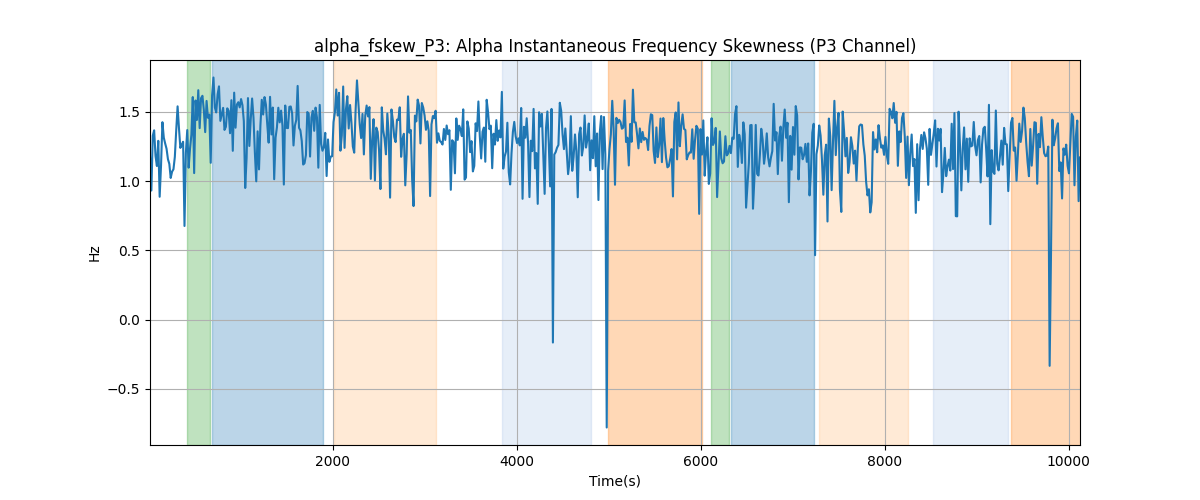 alpha_fskew_P3: Alpha Instantaneous Frequency Skewness (P3 Channel)
1.5
1.0
0.5
0.0
−0.5
Hz
2000 4000 6000 8000 10000
Time(s)